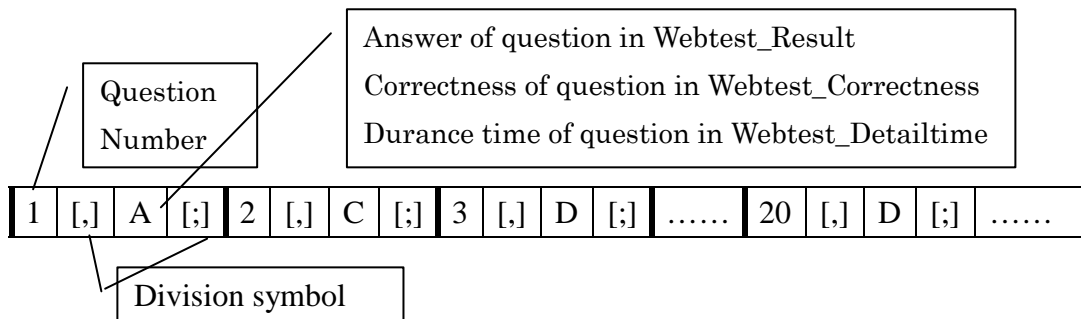 Answer of question in Webtest_Result
Question
Number
Correctness of question in Webtest_Correctness
Durance time of question in Webtest_Detailtime
1 [,] A [;] 2 [,] C [;] 3 [,] D [;] …… 20 [,] D [;] ……
Division symbol